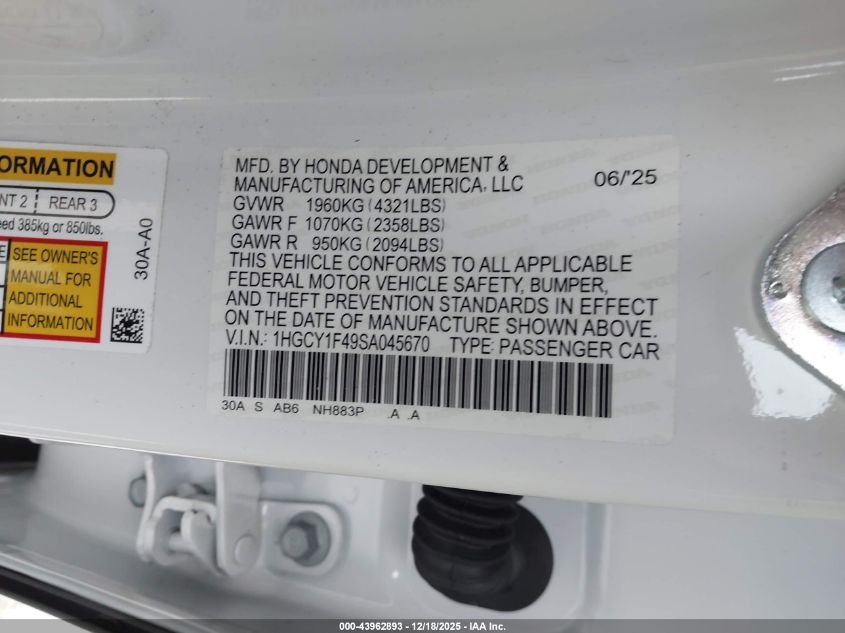 ORMATION
NT 2 REAR 3
eed 385kg or 850lbs.
E SEE OWNER'S
MANUAL FOR
ADDITIONAL
INFORMATION
30A-A0
MFD. BY HONDA DEVELOPMENT &
MANUFACTURING OF AMERICA, LLC 06/'25
GVWR 1960KG (4321LBS)
GAWR F 1070KG (2358LBS)
GAWR R 950KG (2094LBS)
THIS VEHICLE CONFORMS TO ALL APPLICABLE
FEDERAL MOTOR VEHICLE SAFETY, BUMPER,
AND THEFT PREVENTION STANDARDS IN EFFECT
ON THE DATE OF MANUFACTURE SHOWN ABOVE.
V.I.N.: 1HGCY1F49SA045670 TYPE: PASSENGER CAR
30A S AB6 NH883P .A .A
000-43962893 - 12/18/2025 - IAA Inc.